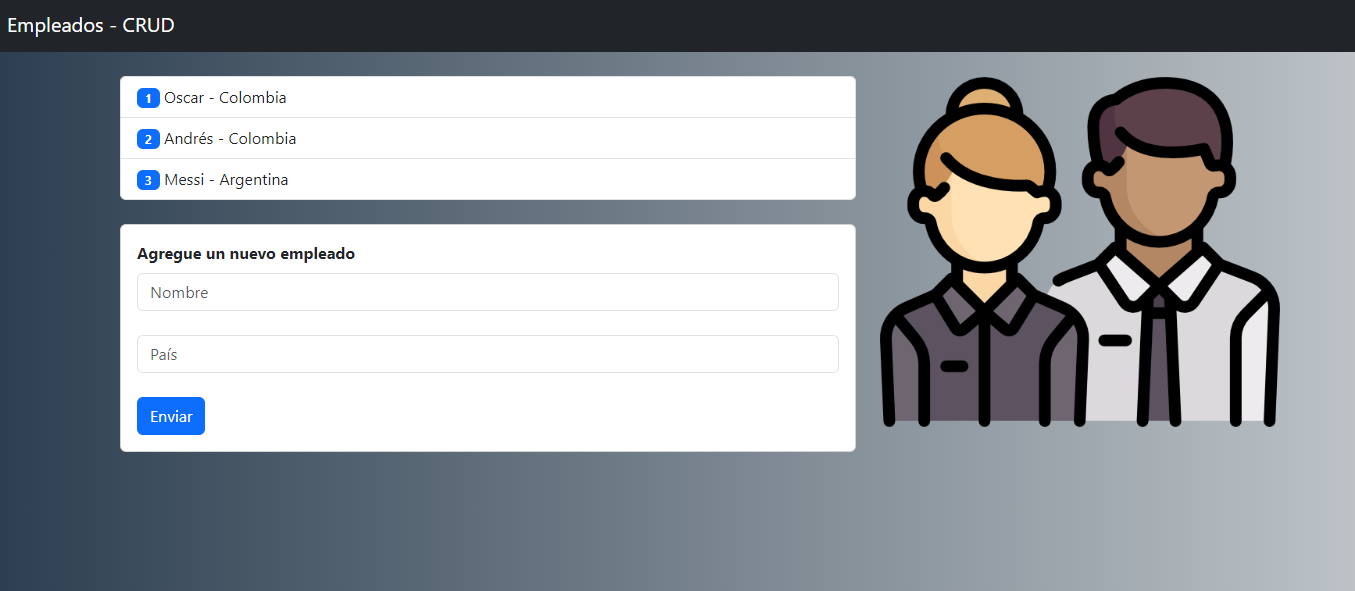 Empleados - CRUD
1 Oscar - Colombia
2 Andrés - Colombia
3 Messi - Argentina
Agregue un nuevo empleado
Nombre
País
Enviar